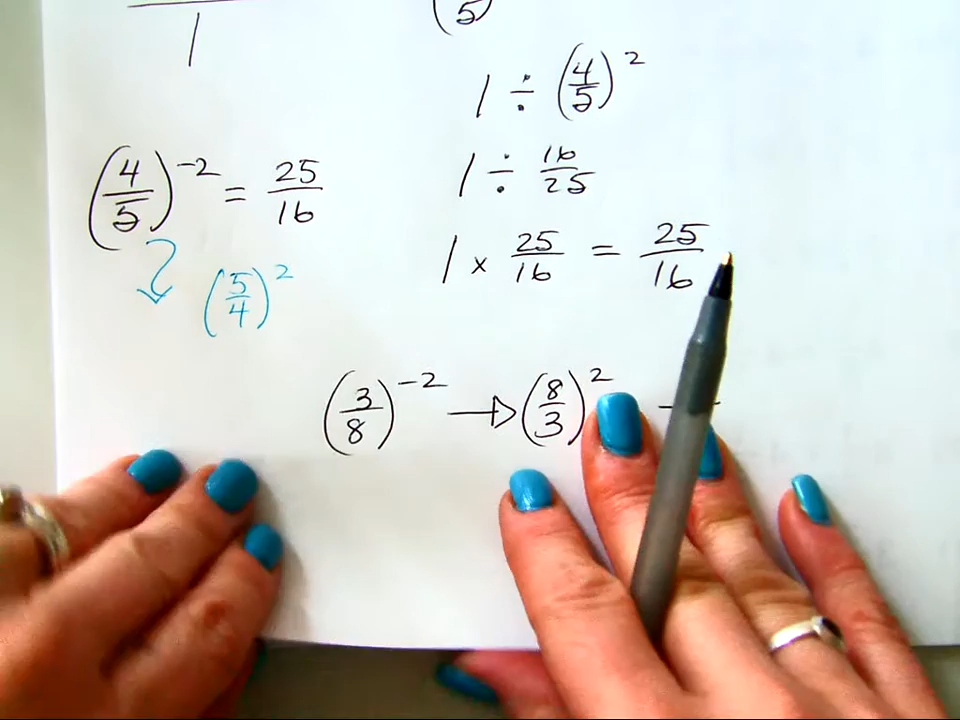 1
5)
1 ÷ (4/5)^2
(4/5)^-2 = 25/16
1 ÷ 16/25
(5/4)^2
1 × 25/16 = 25/16
(3/8)^-2 → (8/3)^2